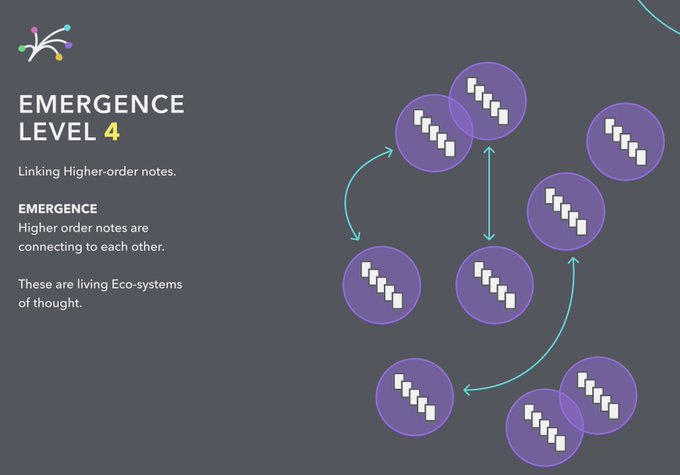 EMERGENCE
LEVEL 4
Linking Higher-order notes.
EMERGENCE
Higher order notes are
connecting to each other.
These are living Eco-systems
of thought.